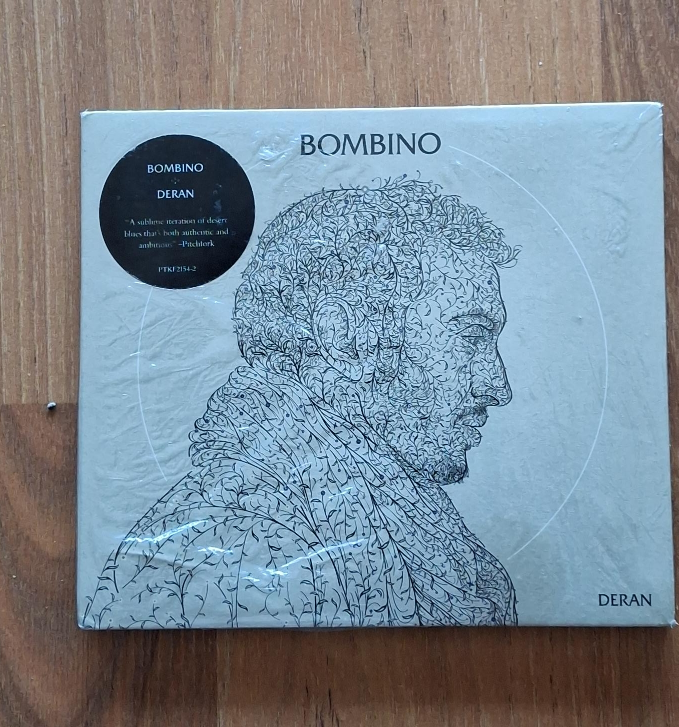 BOMBINO
BOMBINO
DERAN
"A sublime iteration of desert
blues that's both authentic and
ambitious" –Pitchfork
PTKF2154-2
DERAN